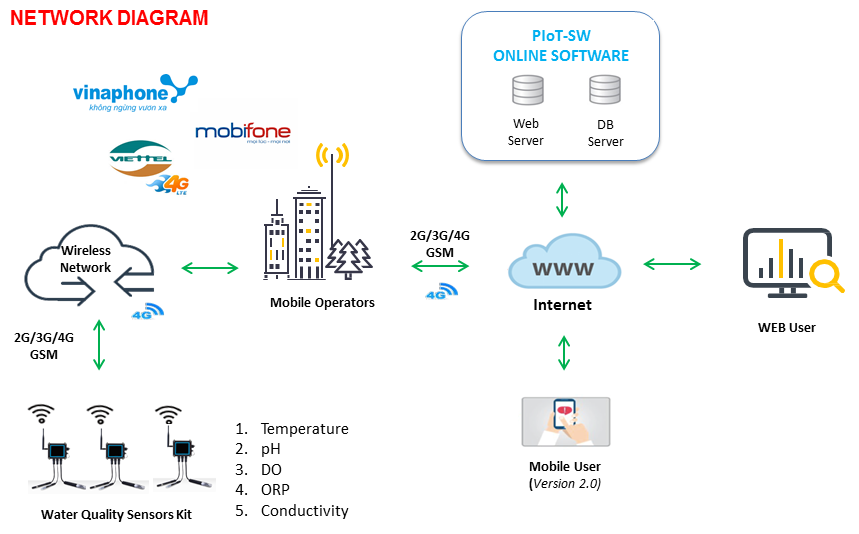 NETWORK DIAGRAM
PIoT-SW
ONLINE SOFTWARE
Web
Server
DB
Server
vinaphone
không ngừng vươn xa
mobifone
mọi lúc - mọi nơi
VIETTEL
4G
LTE
Wireless
Network
4G
2G/3G/4G
GSM
Mobile Operators
2G/3G/4G
GSM
4G
www
Internet
WEB User
Mobile User
(Version 2.0)
Water Quality Sensors Kit
1. Temperature
2. pH
3. DO
4. ORP
5. Conductivity